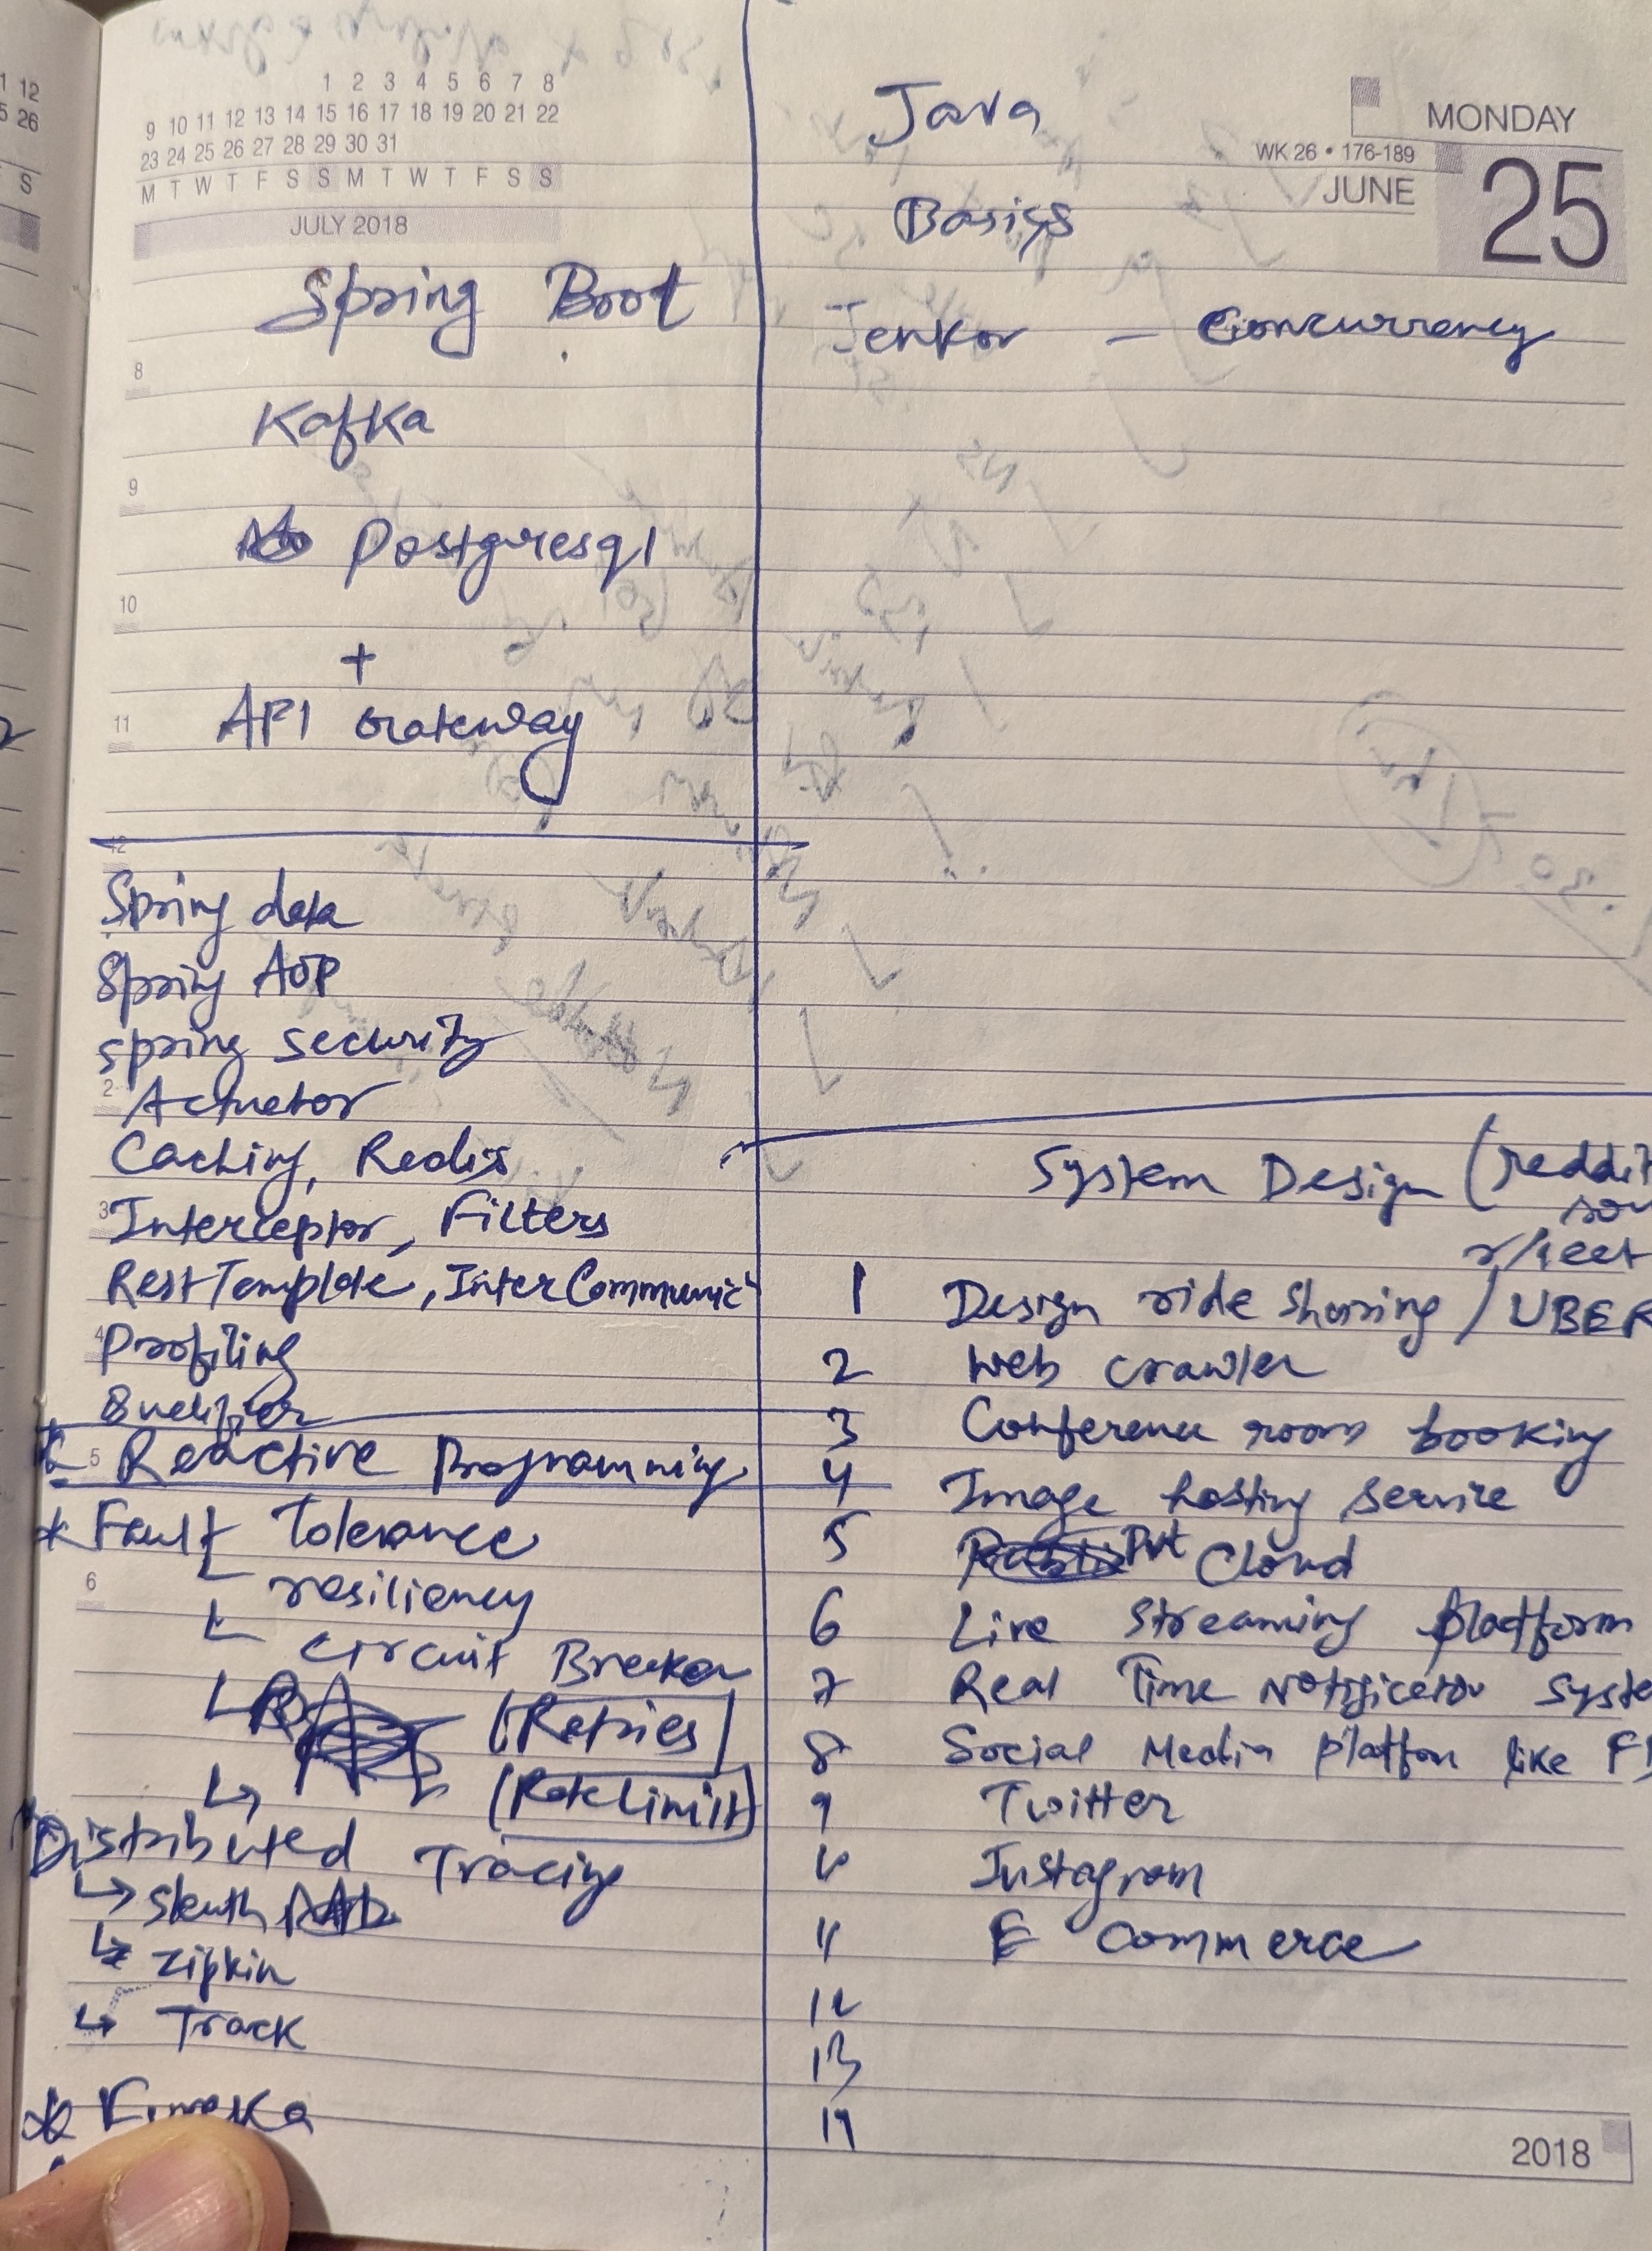 1 2 3 4 5 6 7 8
9 10 11 12 13 14 15 16 17 18 19 20 21 22
23 24 25 26 27 28 29 30 31
M T W T F S S M T W T F S S
JULY 2018
Spring Boot
Kafka
Postgresql
+
API Gateway
Spring data
Spring AOP
spring security
Actuator
Caching, Redis
Interceptor, Filters
RestTemplate, InterCommunic
Profiling
Qualifier
Reactive Programming
* Fault Tolerance
resiliency
circuit Breaker
(Retries)
(RateLimit)
Distributed Tracing
↳ Sleuth
↳ Zipkin
↳ Track
*
8
9
10
11
12
2
3
4
5
6
MONDAY
WK 26 • 176-189
JUNE
25
Java
Basics
Jenkov – Concurrency
System Design (reddit
r/leet
1 Design ride sharing / UBER
2 Web crawler
3 Conference room booking
4 Image hosting service
5 Pvt Cloud
6 Live Streaming platform
7 Real Time Notification Syste
8 Social Media platfon like F
9 Twitter
10 Instagram
11 E Commerce
12
13
14
2018